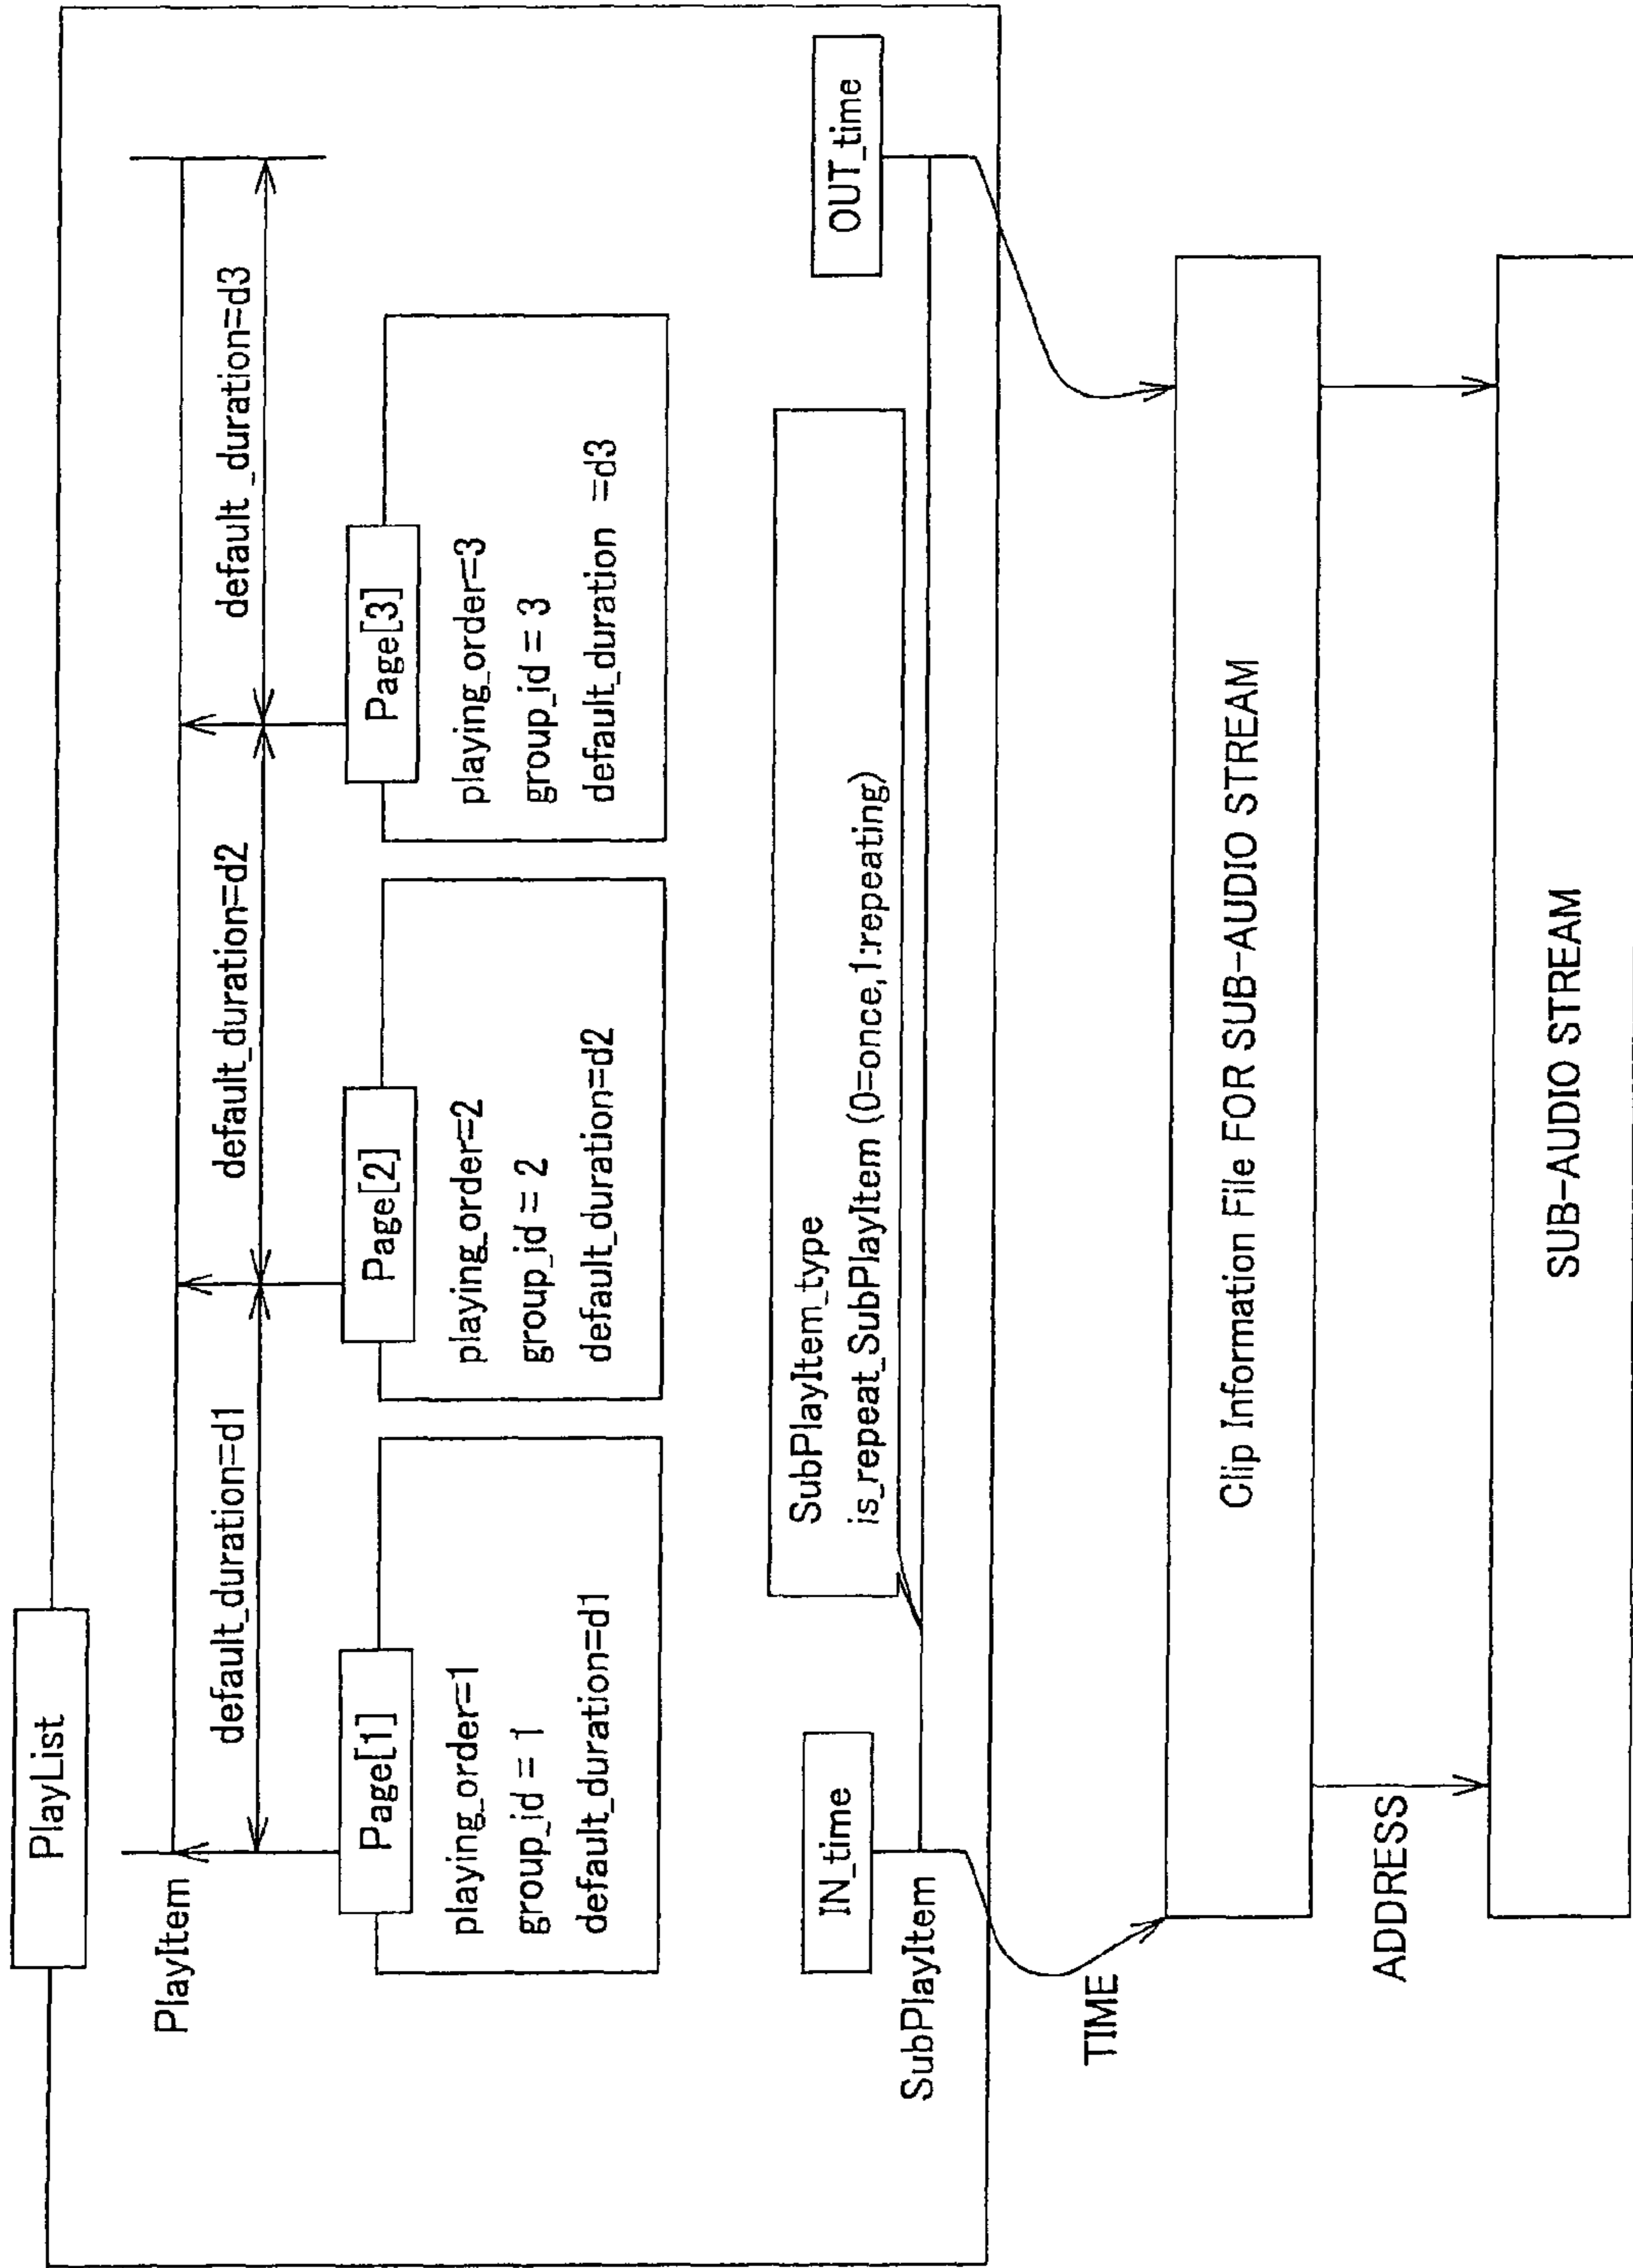 PlayList
PlayItem
default_duration=d1
default_duration=d2
default_duration=d3
Page[1]
playing_order=1
group_id = 1
default_duration=d1
Page[2]
playing_order=2
group_id = 2
default_duration=d2
Page[3]
playing_order=3
group_id = 3
default_duration =d3
IN_time
SubPlayItem_type
is_repeat_SubPlayItem (0=once,1:repeating)
OUT_time
SubPlayItem
TIME
Clip Information File FOR SUB-AUDIO STREAM
ADDRESS
SUB-AUDIO STREAM